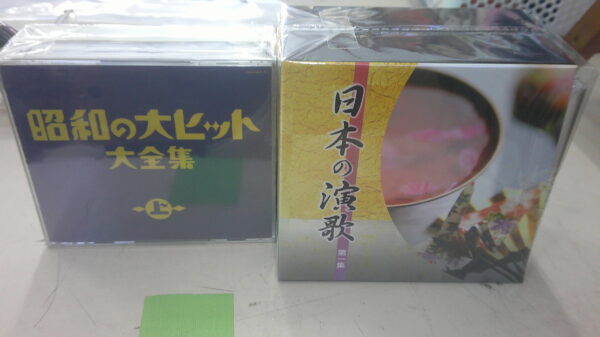 昭和の大ヒット
大全集
上
日本の演歌
第一集